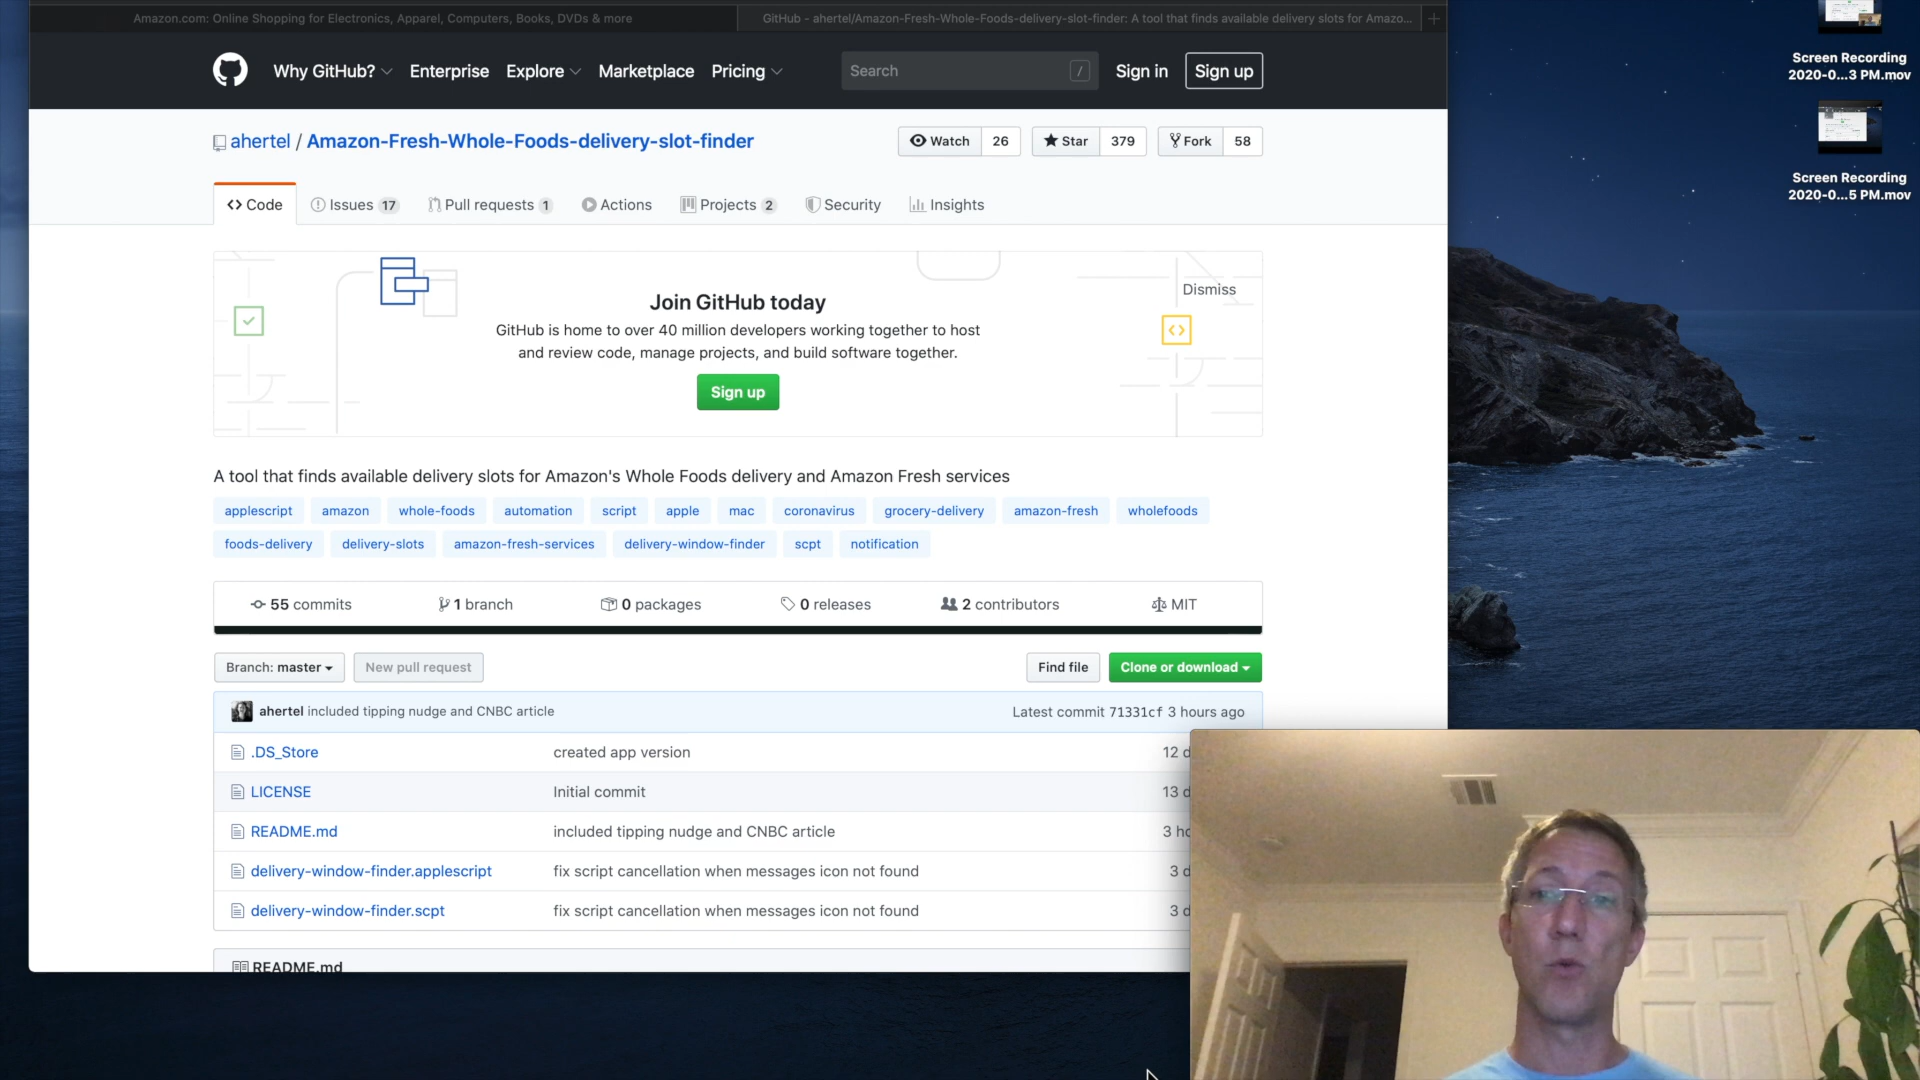 Amazon.com: Online Shopping for Electronics, Apparel, Computers, Books, DVDs & more
GitHub - ahertel/Amazon-Fresh-Whole-Foods-delivery-slot-finder: A tool that finds available delivery slots for Amazo...
Why GitHub? Enterprise Explore Marketplace Pricing Search / Sign in Sign up
ahertel / Amazon-Fresh-Whole-Foods-delivery-slot-finder
Watch 26 Star 379 Fork 58
Code Issues 17 Pull requests 1 Actions Projects 2 Security Insights
Dismiss
Join GitHub today
GitHub is home to over 40 million developers working together to host
and review code, manage projects, and build software together.
Sign up
A tool that finds available delivery slots for Amazon's Whole Foods delivery and Amazon Fresh services
applescript amazon whole-foods automation script apple mac coronavirus grocery-delivery amazon-fresh wholefoods
foods-delivery delivery-slots amazon-fresh-services delivery-window-finder scpt notification
55 commits 1 branch 0 packages 0 releases 2 contributors MIT
Branch: master New pull request Find file Clone or download
ahertel included tipping nudge and CNBC article Latest commit 71331cf 3 hours ago
.DS_Store created app version 12 d
LICENSE Initial commit 13 d
README.md included tipping nudge and CNBC article 3 ho
delivery-window-finder.applescript fix script cancellation when messages icon not found 3 d
delivery-window-finder.scpt fix script cancellation when messages icon not found 3 d
README.md
Screen Recording
2020-0...3 PM.mov
Screen Recording
2020-0...5 PM.mov